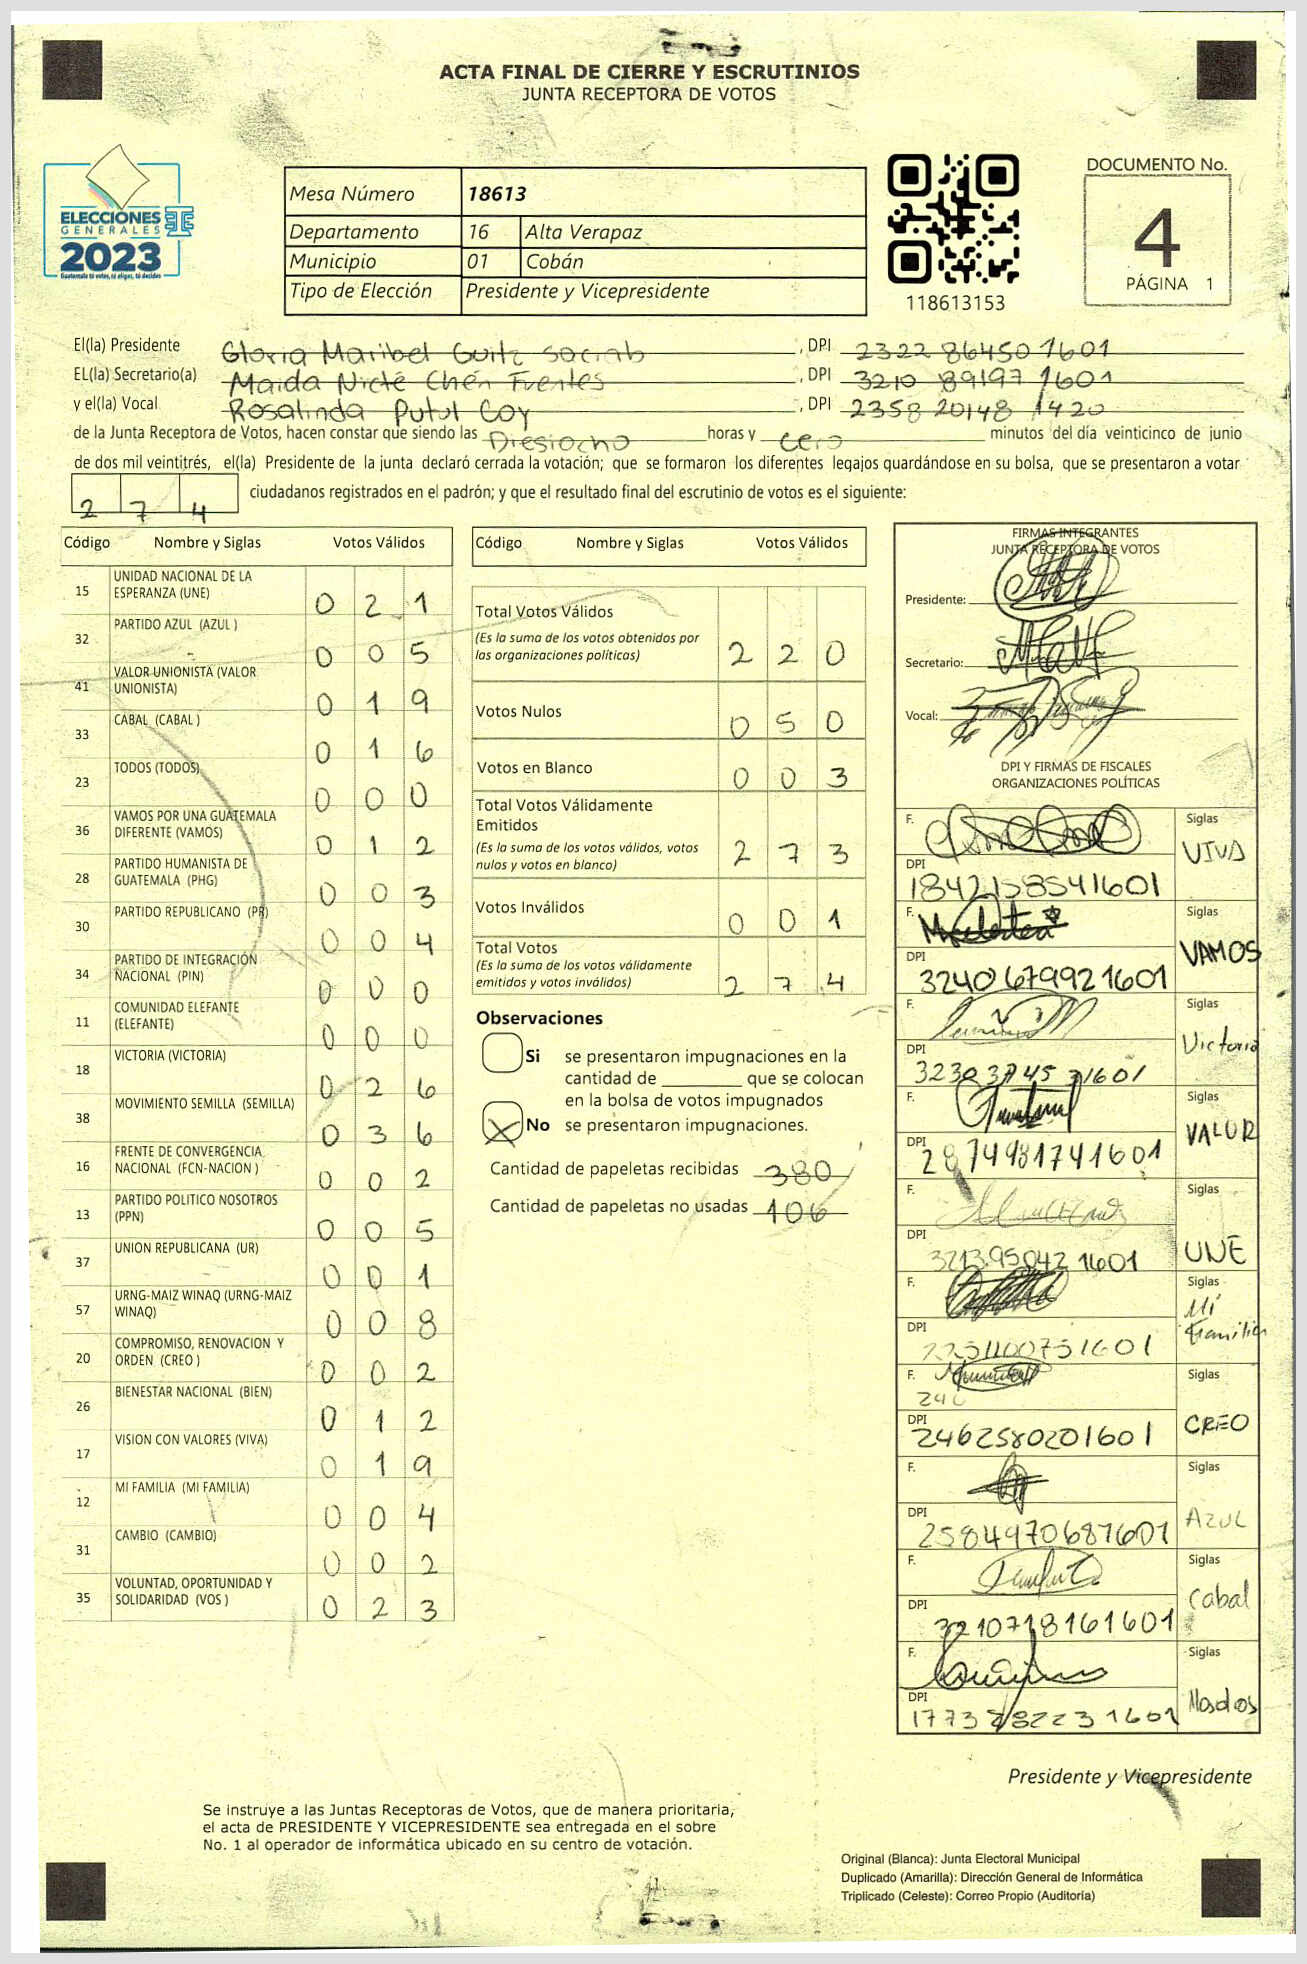 ACTA FINAL DE CIERRE Y ESCRUTINIOS
JUNTA RECEPTORA DE VOTOS
ELECCIONES
GENERALES
2023
Guatemala tú votas, tú eliges, tú decides
Mesa Número 18613
Departamento 16 Alta Verapaz
Municipio 01 Cobán
Tipo de Elección Presidente y Vicepresidente
118613153
DOCUMENTO No.
4
PÁGINA 1
El(la) Presidente Gloria Maribel Guitz Sacrab , DPI 2322 86450 1601
EL(la) Secretario(a) Maida Nicté Chén Fuentes , DPI 3210 89197 1601
y el(la) Vocal Rosalinda Putul Coy , DPI 2358 20148 1420
de la Junta Receptora de Votos, hacen constar que siendo las Diesiocho horas y cero minutos del día veinticinco de junio
de dos mil veintitrés, el(la) Presidente de la junta declaró cerrada la votación; que se formaron los diferentes legajos guardándose en su bolsa, que se presentaron a votar
2 7 4 ciudadanos registrados en el padrón; y que el resultado final del escrutinio de votos es el siguiente:
Código Nombre y Siglas Votos Válidos
15 UNIDAD NACIONAL DE LA
ESPERANZA (UNE) 0 2 1
32 PARTIDO AZUL (AZUL ) 0 0 5
41 VALOR UNIONISTA (VALOR
UNIONISTA) 0 1 9
33 CABAL (CABAL ) 0 1 6
23 TODOS (TODOS) 0 0 0
36 VAMOS POR UNA GUATEMALA
DIFERENTE (VAMOS) 0 1 2
28 PARTIDO HUMANISTA DE
GUATEMALA (PHG) 0 0 3
30 PARTIDO REPUBLICANO (PR) 0 0 4
34 PARTIDO DE INTEGRACIÓN
NACIONAL (PIN) 0 0 0
11 COMUNIDAD ELEFANTE
(ELEFANTE) 0 0 0
18 VICTORIA (VICTORIA) 0 2 6
38 MOVIMIENTO SEMILLA (SEMILLA) 0 3 6
16 FRENTE DE CONVERGENCIA
NACIONAL (FCN-NACION ) 0 0 2
13 PARTIDO POLITICO NOSOTROS
(PPN) 0 0 5
37 UNION REPUBLICANA (UR) 0 0 1
57 URNG-MAIZ WINAQ (URNG-MAIZ
WINAQ) 0 0 8
20 COMPROMISO, RENOVACION Y
ORDEN (CREO ) 0 0 2
26 BIENESTAR NACIONAL (BIEN) 0 1 2
17 VISION CON VALORES (VIVA) 0 1 9
12 MI FAMILIA (MI FAMILIA) 0 0 4
31 CAMBIO (CAMBIO) 0 0 2
35 VOLUNTAD, OPORTUNIDAD Y
SOLIDARIDAD (VOS ) 0 2 3
Código Nombre y Siglas Votos Válidos
Total Votos Válidos
(Es la suma de los votos obtenidos por
las organizaciones políticas) 2 2 0
Votos Nulos 0 5 0
Votos en Blanco 0 0 3
Total Votos Válidamente
Emitidos
(Es la suma de los votos válidos, votos
nulos y votos en blanco) 2 7 3
Votos Inválidos 0 0 1
Total Votos
(Es la suma de los votos válidamente
emitidos y votos inválidos) 2 7 4
Observaciones
Si se presentaron impugnaciones en la
cantidad de ________ que se colocan
en la bolsa de votos impugnados
No se presentaron impugnaciones.
Cantidad de papeletas recibidas 380
Cantidad de papeletas no usadas 106
FIRMAS INTEGRANTES
JUNTA RECEPTORA DE VOTOS
Presidente:
Secretario:
Vocal:
DPI Y FIRMAS DE FISCALES
ORGANIZACIONES POLÍTICAS
F. Siglas
VIVA
DPI
1842158541601
F. Siglas
VAMOS
DPI
3240679921601
F. Siglas
Victoria
DPI
F. Siglas
VALOR
DPI
2874981741601
F. Siglas
UNE
DPI
3213950421601
F. Siglas
Mi
Familia
DPI
2251100751601
F. Siglas
240
CREO
DPI
2462580201601
F. Siglas
AZUL
DPI
2584970681601
F. Siglas
Cabal
DPI
3210718161601
F. Siglas
DPI
Presidente y Vicepresidente
Se instruye a las Juntas Receptoras de Votos, que de manera prioritaria,
el acta de PRESIDENTE Y VICEPRESIDENTE sea entregada en el sobre
No. 1 al operador de informática ubicado en su centro de votación.
Original (Blanca): Junta Electoral Municipal
Duplicado (Amarilla): Dirección General de Informática
Triplicado (Celeste): Correo Propio (Auditoría)